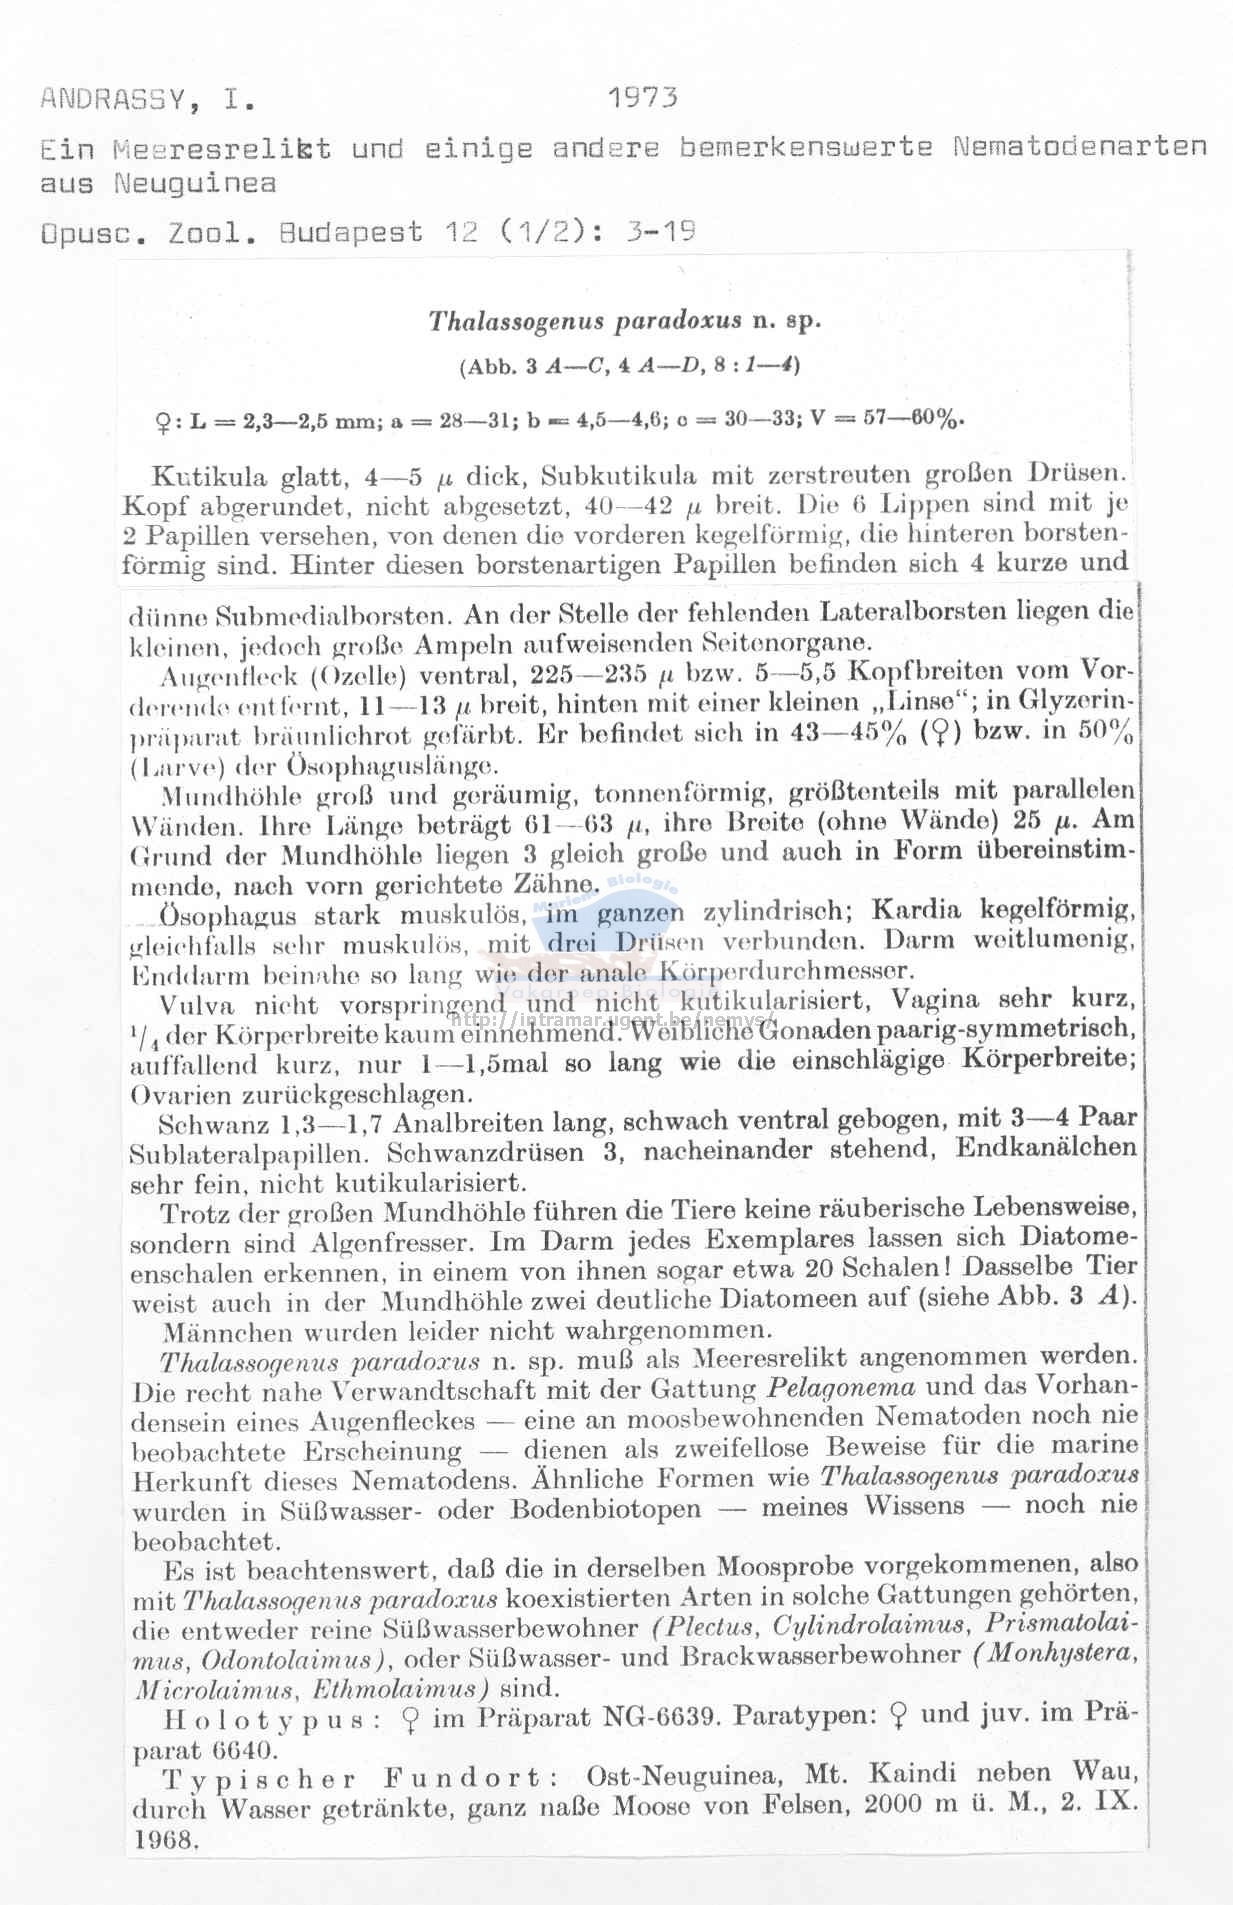 ANDRASSY, I. 1973
Ein Meeresrelikt und einige andere bemerkenswerte Nematodenarten
aus Neuguinea
Opusc. Zool. Budapest 12 (1/2): 3-19
Thalassogenus paradoxus n. sp.
(Abb. 3 A—C, 4 A—D, 8 : 1—4)
♀: L = 2,3—2,5 mm; a = 28—31; b = 4,5—4,6; c = 30—33; V = 57—60%.
Kutikula glatt, 4—5 μ dick, Subkutikula mit zerstreuten großen Drüsen.
Kopf abgerundet, nicht abgesetzt, 40—42 μ breit. Die 6 Lippen sind mit je
2 Papillen versehen, von denen die vorderen kegelförmig, die hinteren borsten-
förmig sind. Hinter diesen borstenartigen Papillen befinden sich 4 kurze und
dünne Submedialborsten. An der Stelle der fehlenden Lateralborsten liegen die
kleinen, jedoch große Ampeln aufweisenden Seitenorgane.
Augenfleck (Ozelle) ventral, 225—235 μ bzw. 5—5,5 Kopfbreiten vom Vor-
derende entfernt, 11—13 μ breit, hinten mit einer kleinen „Linse“; in Glyzerin-
präparat bräunlichrot gefärbt. Er befindet sich in 43—45% (♀) bzw. in 50%
(Larve) der Ösophaguslänge.
Mundhöhle groß und geräumig, tonnenförmig, größtenteils mit parallelen
Wänden. Ihre Länge beträgt 61—63 μ, ihre Breite (ohne Wände) 25 μ. Am
Grund der Mundhöhle liegen 3 gleich große und auch in Form übereinstim-
mende, nach vorn gerichtete Zähne.
Ösophagus stark muskulös, im ganzen zylindrisch; Kardia kegelförmig,
gleichfalls sehr muskulös, mit drei Drüsen verbunden. Darm weitlumenig,
Enddarm beinahe so lang wie der anale Körperdurchmesser.
Mariene Biologie
Vakgroep Biologie
http://intramar.ugent.be/nemys/
Vulva nicht vorspringend und nicht kutikularisiert, Vagina sehr kurz,
1/4 der Körperbreite kaum einnehmend. Weibliche Gonaden paarig-symmetrisch,
auffallend kurz, nur 1—1,5mal so lang wie die einschlägige Körperbreite;
Ovarien zurückgeschlagen.
Schwanz 1,3—1,7 Analbreiten lang, schwach ventral gebogen, mit 3—4 Paar
Sublateralpapillen. Schwanzdrüsen 3, nacheinander stehend, Endkanälchen
sehr fein, nicht kutikularisiert.
Trotz der großen Mundhöhle führen die Tiere keine räuberische Lebensweise,
sondern sind Algenfresser. Im Darm jedes Exemplares lassen sich Diatome-
enschalen erkennen, in einem von ihnen sogar etwa 20 Schalen! Dasselbe Tier
weist auch in der Mundhöhle zwei deutliche Diatomeen auf (siehe Abb. 3 A).
Männchen wurden leider nicht wahrgenommen.
Thalassogenus paradoxus n. sp. muß als Meeresrelikt angenommen werden.
Die recht nahe Verwandtschaft mit der Gattung Pelagonema und das Vorhan-
densein eines Augenfleckes — eine an moosbewohnenden Nematoden noch nie
beobachtete Erscheinung — dienen als zweifellose Beweise für die marine
Herkunft dieses Nematodens. Ähnliche Formen wie Thalassogenus paradoxus
wurden in Süßwasser- oder Bodenbiotopen — meines Wissens — noch nie
beobachtet.
Es ist beachtenswert, daß die in derselben Moosprobe vorgekommenen, also
mit Thalassogenus paradoxus koexistierten Arten in solche Gattungen gehörten,
die entweder reine Süßwasserbewohner (Plectus, Cylindrolaimus, Prismatolai-
mus, Odontolaimus), oder Süßwasser- und Brackwasserbewohner (Monhystera,
Microlaimus, Ethmolaimus) sind.
Holotypus: ♀ im Präparat NG-6639. Paratypen: ♀ und juv. im Prä-
parat 6640.
Typischer Fundort: Ost-Neuguinea, Mt. Kaindi neben Wau,
durch Wasser getränkte, ganz naße Moose von Felsen, 2000 m ü. M., 2. IX.
1968.